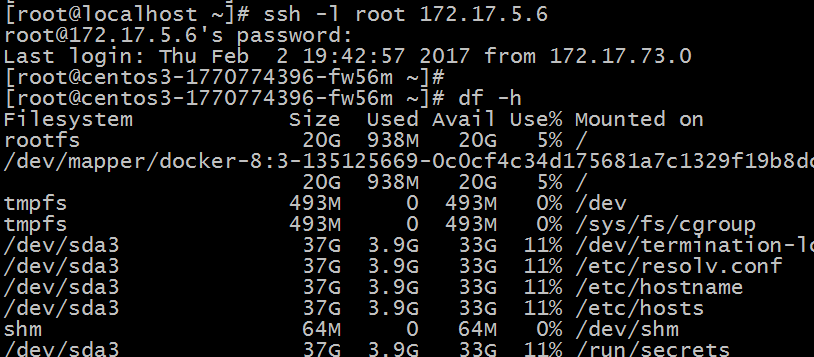 [root@localhost ~]# ssh -l root 172.17.5.6
root@172.17.5.6's password:
Last login: Thu Feb  2 19:42:57 2017 from 172.17.73.0
[root@centos3-1770774396-fw56m ~]#
[root@centos3-1770774396-fw56m ~]# df -h
Filesystem            Size  Used Avail Use% Mounted on
rootfs                 20G  938M   20G   5% /
/dev/mapper/docker-8:3-135125669-0c0cf4c34d175681a7c1329f19b8dc
                       20G  938M   20G   5% /
tmpfs                 493M     0  493M   0% /dev
tmpfs                 493M     0  493M   0% /sys/fs/cgroup
/dev/sda3              37G  3.9G   33G  11% /dev/termination-lo
/dev/sda3              37G  3.9G   33G  11% /etc/resolv.conf
/dev/sda3              37G  3.9G   33G  11% /etc/hostname
/dev/sda3              37G  3.9G   33G  11% /etc/hosts
shm                    64M     0   64M   0% /dev/shm
/dev/sda3              37G  3.9G   33G  11% /run/secrets